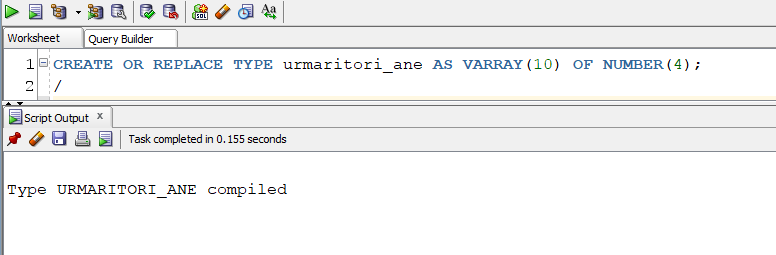 Worksheet Query Builder
1 CREATE OR REPLACE TYPE urmaritori_ane AS VARRAY(10) OF NUMBER(4);
2 /
Script Output x
Task completed in 0.155 seconds
Type URMARITORI_ANE compiled